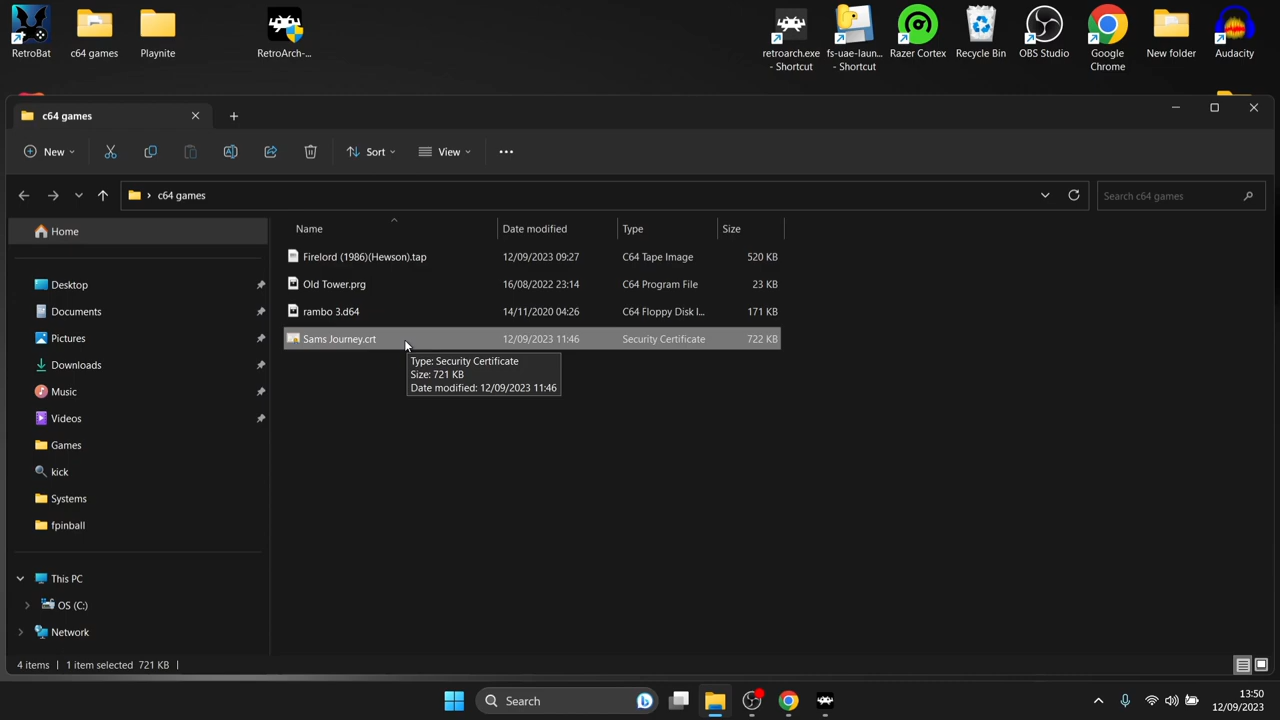 RetroBat
c64 games
Playnite
RetroArch-...
retroarch.exe
- Shortcut
fs-uae-laun...
- Shortcut
Razer Cortex
Recycle Bin
OBS Studio
Google
Chrome
New folder
Audacity
c64 games
New
Sort
View
c64 games
Search c64 games
Home
Desktop
Documents
Pictures
Downloads
Music
Videos
Games
kick
Systems
fpinball
This PC
OS (C:)
Network
Name Date modified Type Size
Firelord (1986)(Hewson).tap 12/09/2023 09:27 C64 Tape Image 520 KB
Old Tower.prg 16/08/2022 23:14 C64 Program File 23 KB
rambo 3.d64 14/11/2020 04:26 C64 Floppy Disk I... 171 KB
Sams Journey.crt 12/09/2023 11:46 Security Certificate 722 KB
Type: Security Certificate
Size: 721 KB
Date modified: 12/09/2023 11:46
4 items 1 item selected 721 KB
Search
13:50
12/09/2023